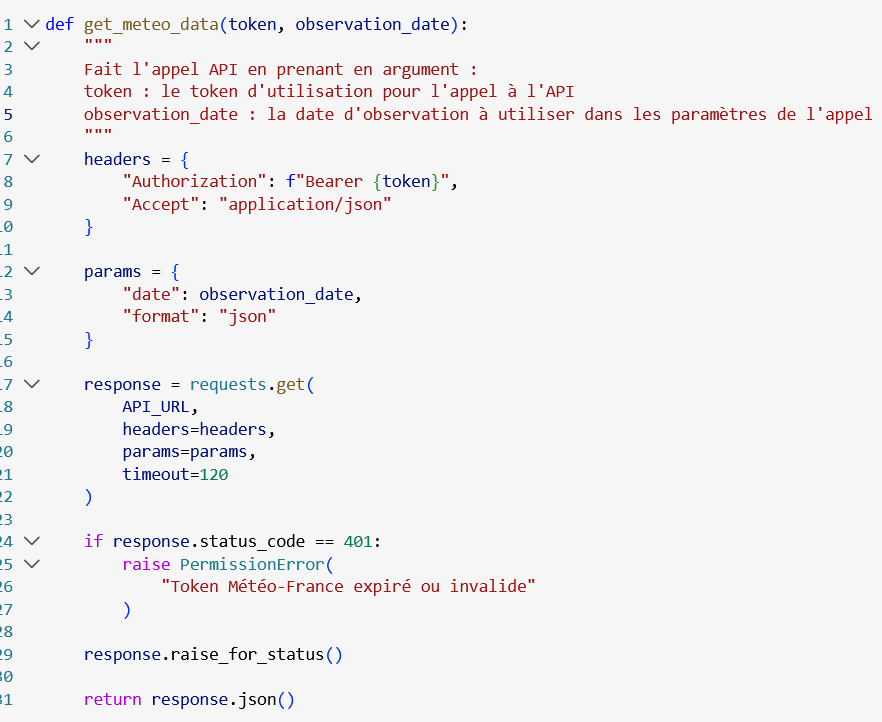 1 def get_meteo_data(token, observation_date):
2 """
3 Fait l'appel API en prenant en argument :
4 token : le token d'utilisation pour l'appel à l'API
5 observation_date : la date d'observation à utiliser dans les paramètres de l'appel
6 """
7 headers = {
8 "Authorization": f"Bearer {token}",
9 "Accept": "application/json"
10 }
11
12 params = {
13 "date": observation_date,
14 "format": "json"
15 }
16
17 response = requests.get(
18 API_URL,
19 headers=headers,
20 params=params,
21 timeout=120
22 )
23
24 if response.status_code == 401:
25 raise PermissionError(
26 "Token Météo-France expiré ou invalide"
27 )
28
29 response.raise_for_status()
30
31 return response.json()